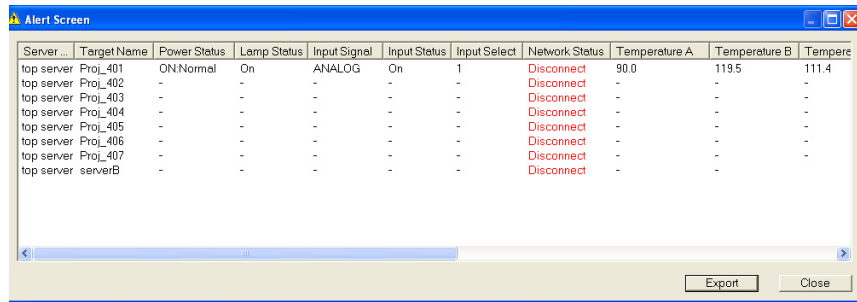 Alert Screen
Server ... Target Name Power Status Lamp Status Input Signal Input Status Input Select Network Status Temperature A Temperature B Tempera
top server Proj_401 ON:Normal On ANALOG On 1 Disconnect 90.0 119.5 111.4
top server Proj_402 - - - - - Disconnect - - -
top server Proj_403 - - - - - Disconnect - - -
top server Proj_404 - - - - - Disconnect - - -
top server Proj_405 - - - - - Disconnect - - -
top server Proj_406 - - - - - Disconnect - - -
top server Proj_407 - - - - - Disconnect - - -
top server serverB - - - - - Disconnect - -
Export Close